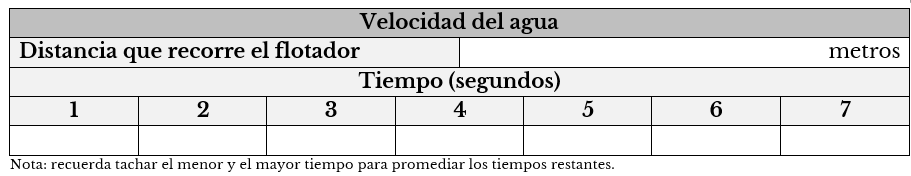 Velocidad del agua
Distancia que recorre el flotador metros
Tiempo (segundos)
1 2 3 4 5 6 7
Nota: recuerda tachar el menor y el mayor tiempo para promediar los tiempos restantes.